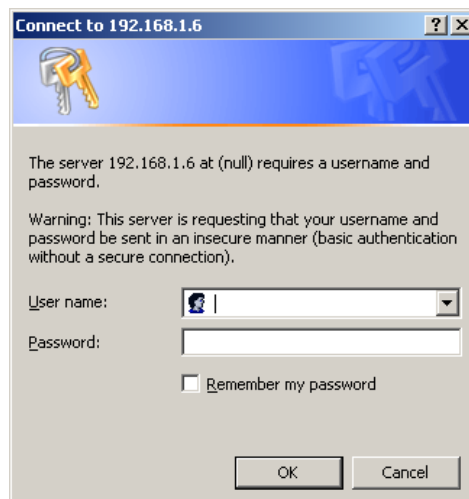 Connect to 192.168.1.6
The server 192.168.1.6 at (null) requires a username and
password.
Warning: This server is requesting that your username and
password be sent in an insecure manner (basic authentication
without a secure connection).
User name:
Password:
Remember my password
OK Cancel